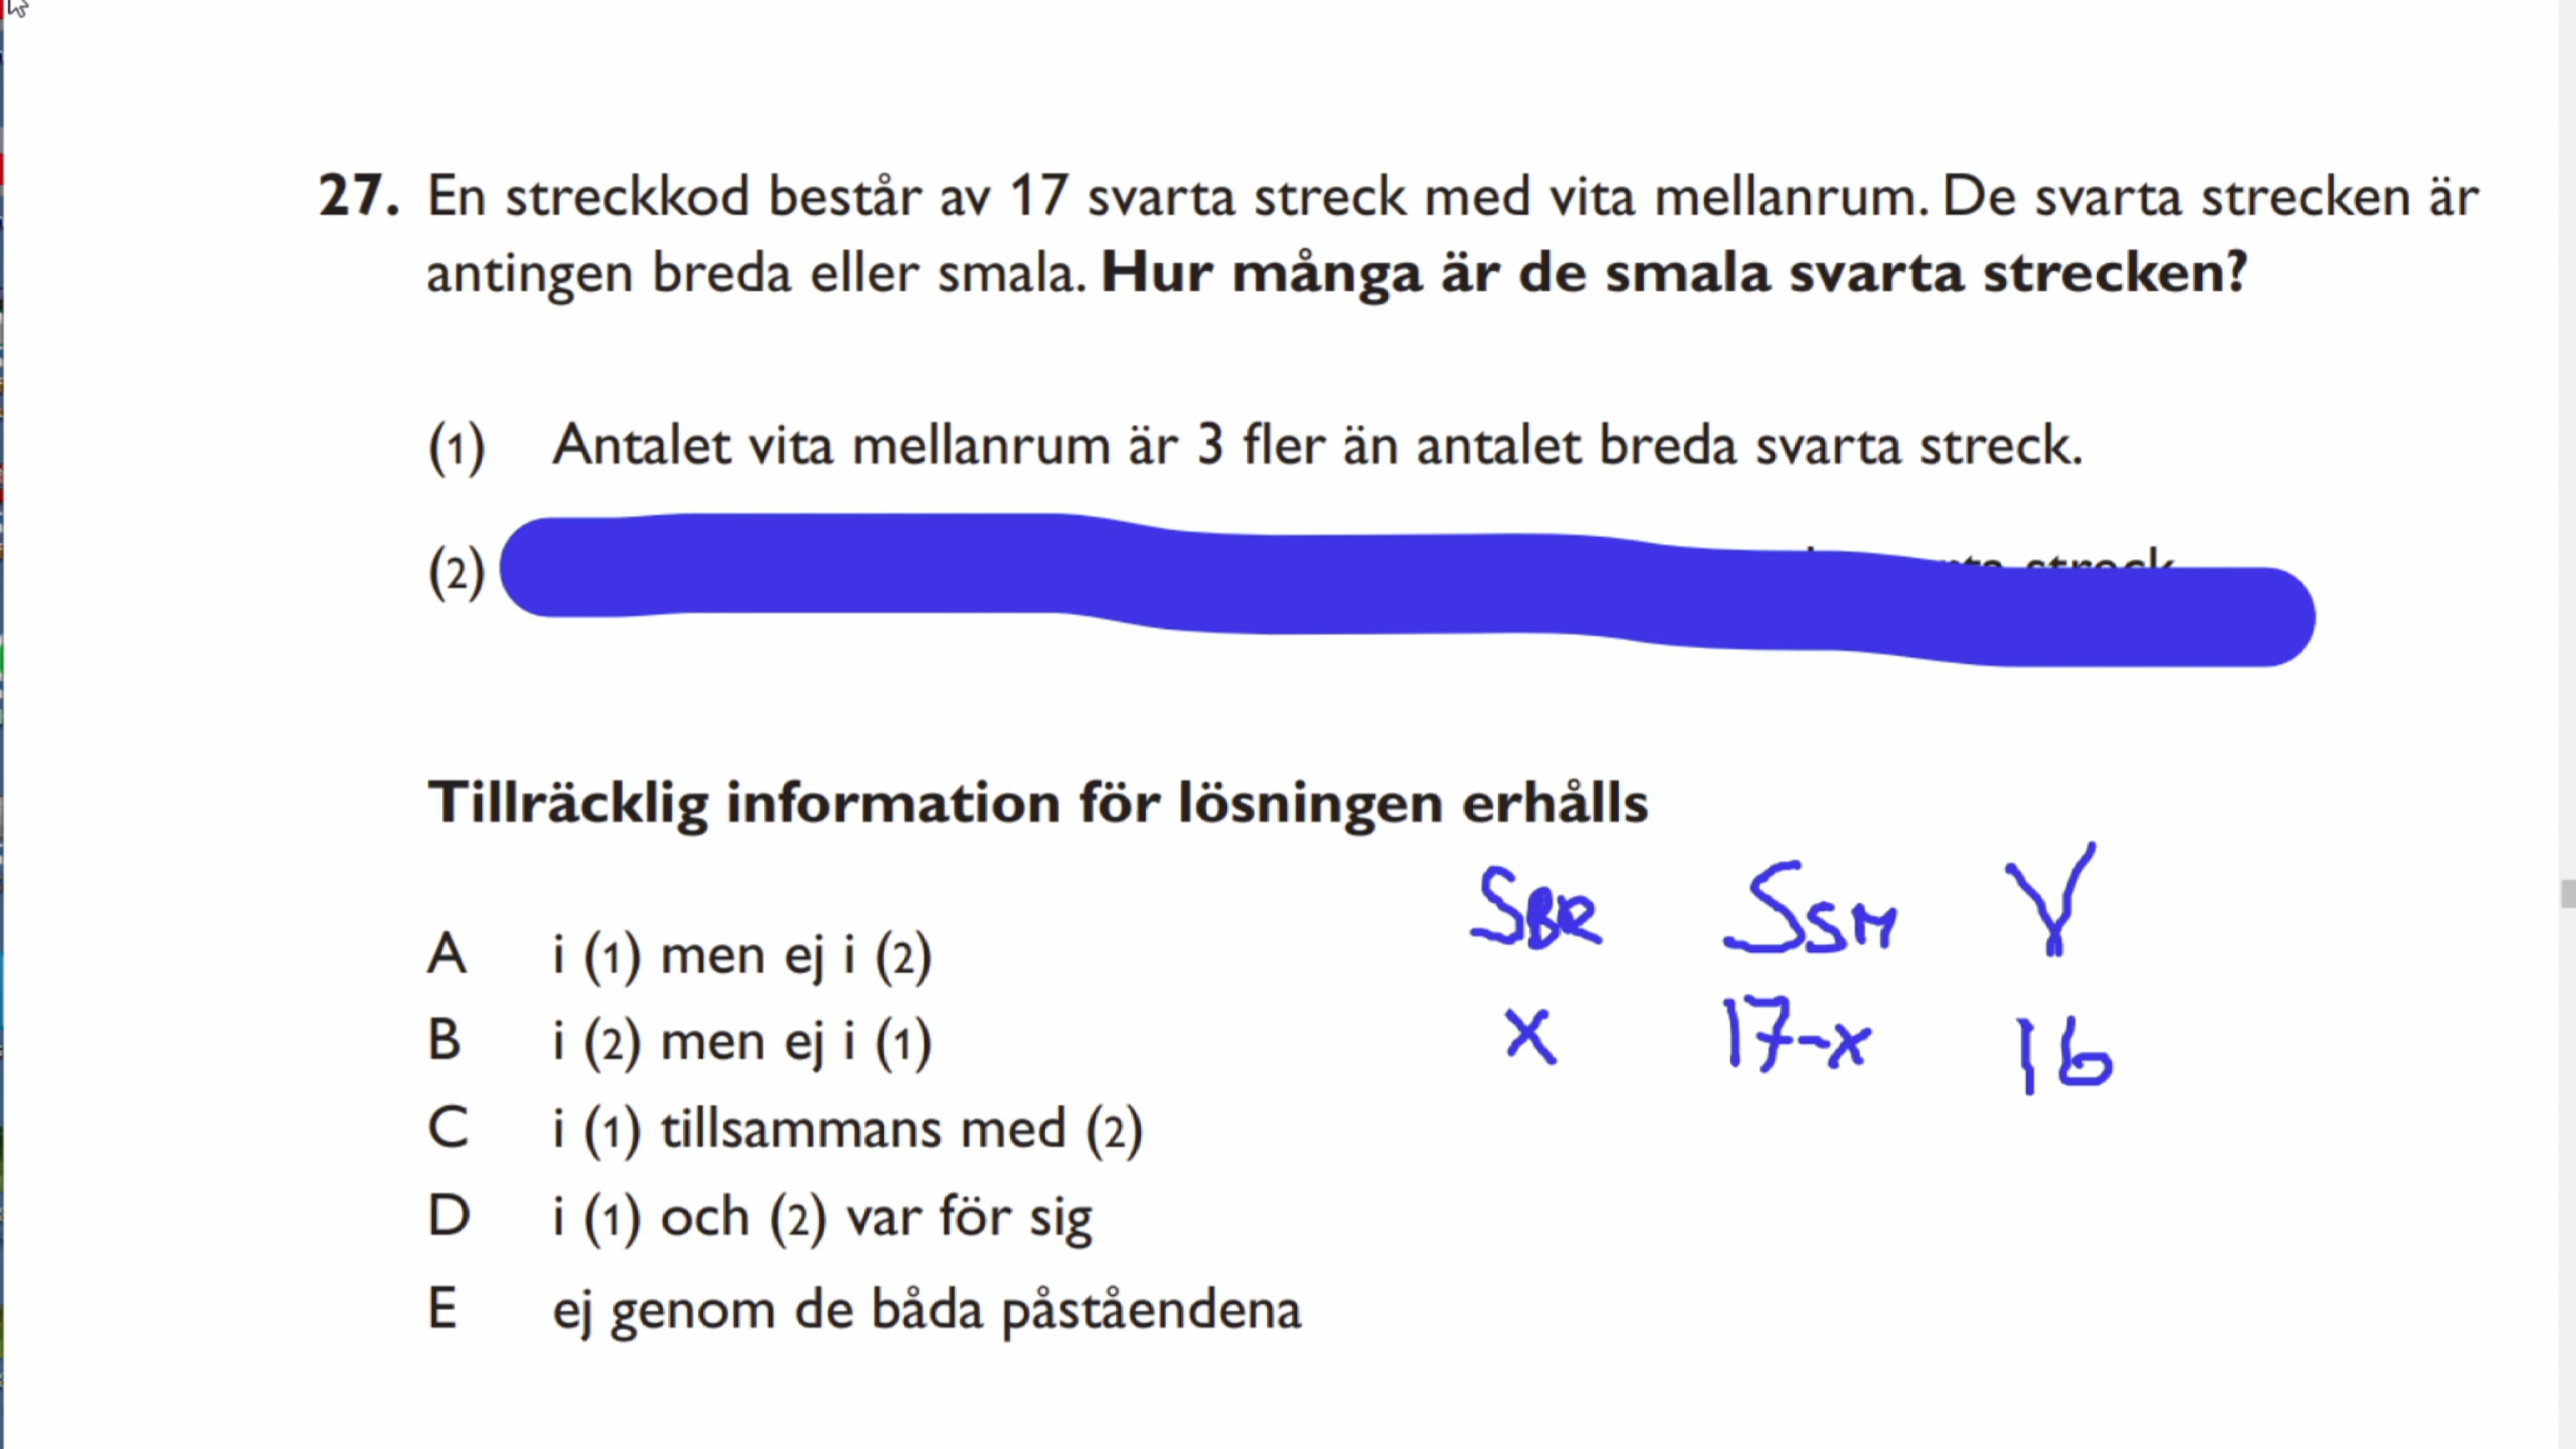 27. En streckkod består av 17 svarta streck med vita mellanrum. De svarta strecken är
antingen breda eller smala. Hur många är de smala svarta strecken?
(1) Antalet vita mellanrum är 3 fler än antalet breda svarta streck.
(2) streck
Tillräcklig information för lösningen erhålls
A i (1) men ej i (2)
B i (2) men ej i (1)
C i (1) tillsammans med (2)
D i (1) och (2) var för sig
E ej genom de båda påståendena
SBR SSM V
x 17-x 16